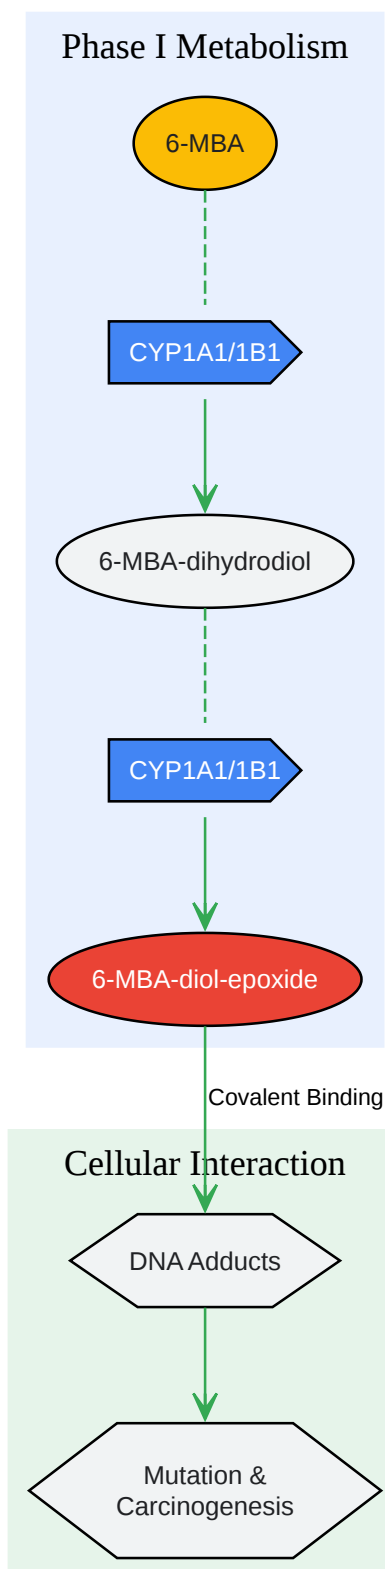 Phase I Metabolism
6-MBA
CYP1A1/1B1
6-MBA-dihydrodiol
CYP1A1/1B1
6-MBA-diol-epoxide
Covalent Binding
Cellular Interaction
DNA Adducts
Mutation &
Carcinogenesis